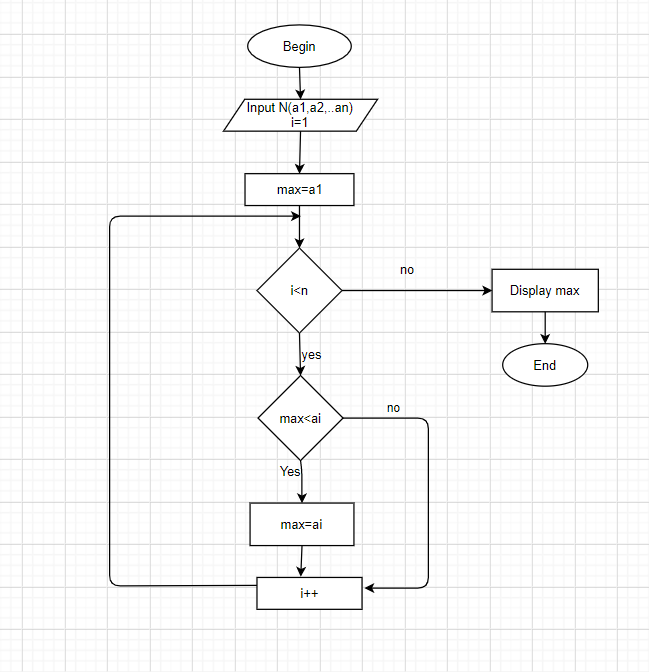 Begin
Input N(a1,a2,..an)
i=1
max=a1
i<n
no
Display max
yes
End
max<ai
no
Yes
max=ai
i++